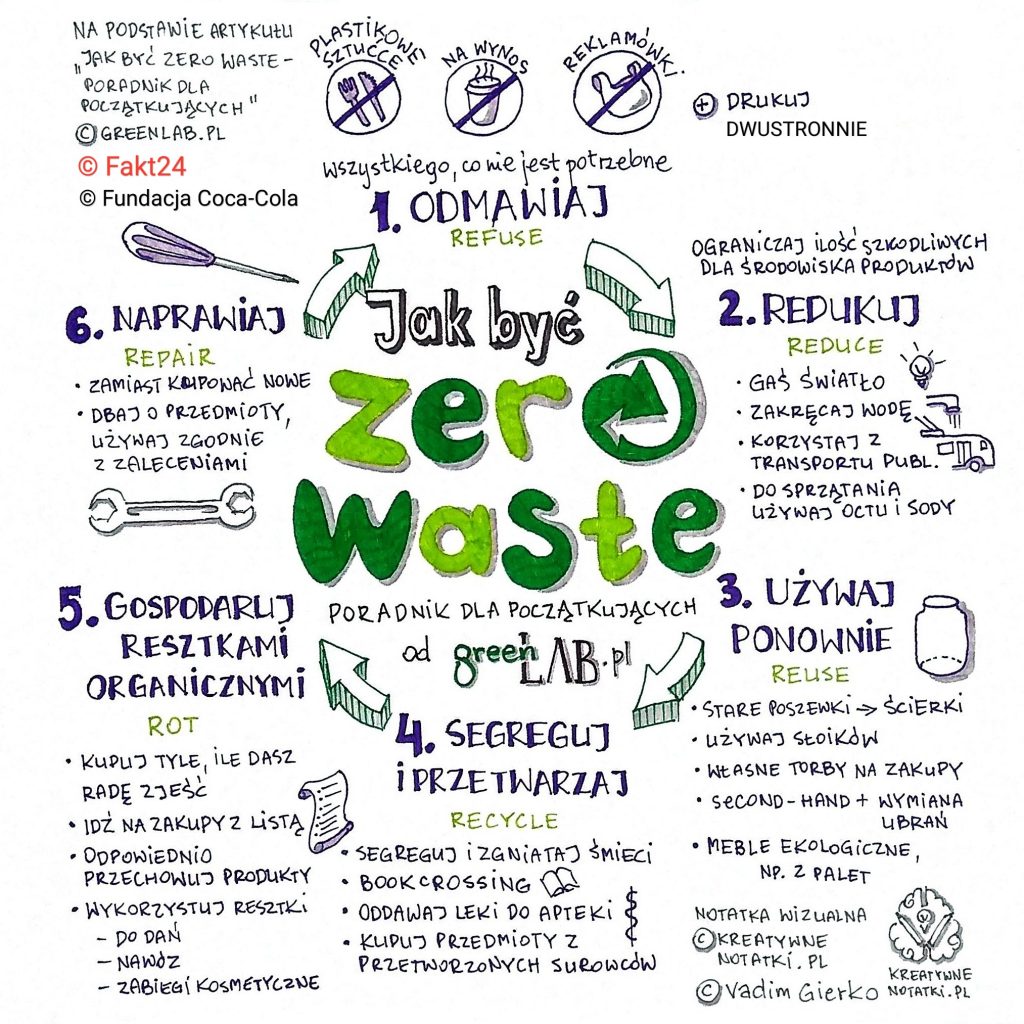 NA PODSTAWIE ARTYKUŁU
„JAK BYĆ ZERO WASTE –
PORADNIK DLA
POCZĄTKUJĄCYCH"
© GREENLAB.PL
© Fakt24
© Fundacja Coca-Cola
PLASTIKOWE
SZTUĆCE
NA WYNOS
REKLAMÓWKI
+ DRUKUJ
DWUSTRONNIE
wszystkiego, co nie jest potrzebne
1. ODMAWIAJ
REFUSE
OGRANICZAJ ILOŚĆ SZKODLIWYCH
DLA ŚRODOWISKA PRODUKTÓW
2. REDUKUJ
REDUCE
• GAŚ ŚWIATŁO
• ZAKRĘCAJ WODĘ
• KORZYSTAJ Z
TRANSPORTU PUBL.
• DO SPRZĄTANIA
UŻYWAJ OCTU I SODY
6. NAPRAWIAJ
REPAIR
• ZAMIAST KUPOWAĆ NOWE
• DBAJ O PRZEDMIOTY,
UŻYWAJ ZGODNIE
Z ZALECENIAMI
Jak być
zero
waste
PORADNIK DLA POCZĄTKUJĄCYCH
od greenLAB.pl
3. UŻYWAJ
PONOWNIE
REUSE
• STARE POSZEWKI → ŚCIERKI
• UŻYWAJ SŁOIKÓW
• WŁASNE TORBY NA ZAKUPY
• SECOND-HAND + WYMIANA
UBRAŃ
• MEBLE EKOLOGICZNE,
NP. Z PALET
5. GOSPODARUJ
RESZTKAMI
ORGANICZNYMI
ROT
• KUPUJ TYLE, ILE DASZ
RADĘ ZJEŚĆ
• IDŹ NA ZAKUPY Z LISTĄ
• ODPOWIEDNIO
PRZECHOWUJ PRODUKTY
• WYKORZYSTUJ RESZTKI
– DO DAŃ
– NAWÓZ
– ZABIEGI KOSMETYCZNE
4. SEGREGUJ
I PRZETWARZAJ
RECYCLE
• SEGREGUJ I ZGNIATAJ ŚMIECI
• BOOKCROSSING
• ODDAWAJ LEKI DO APTEKI
• KUPUJ PRZEDMIOTY Z
PRZETWORZONYCH SUROWCÓW
NOTATKA WIZUALNA
© KREATYWNE
NOTATKI.PL
© Vadim Gierko
KREATYWNE
NOTATKI.PL